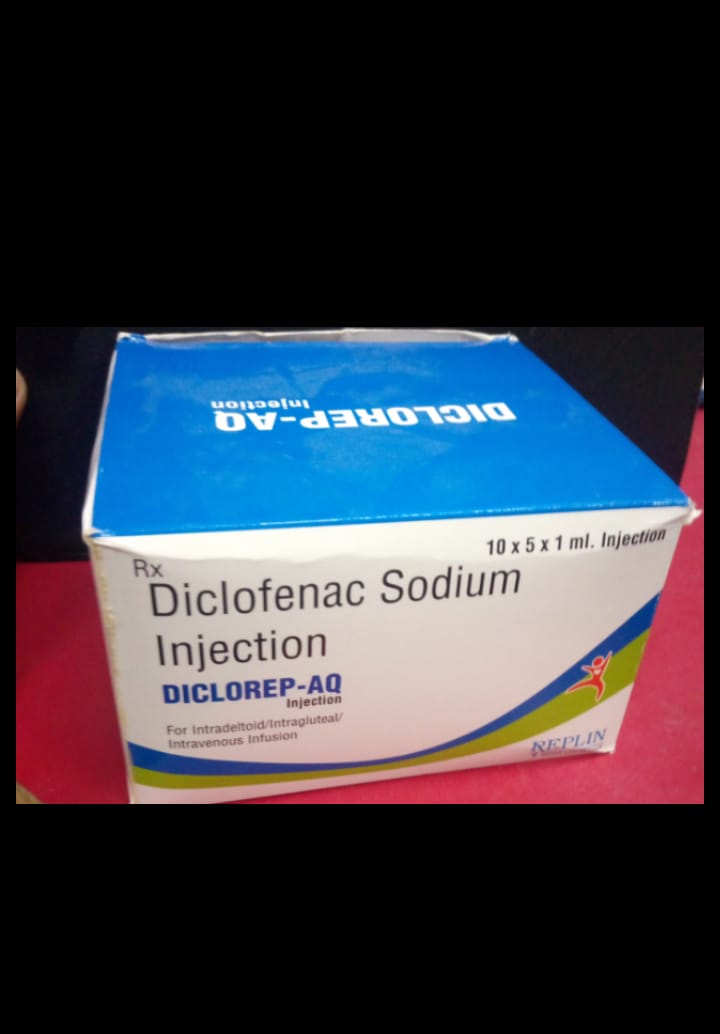 DICLOREP-AQ
Injection
10 x 5 x 1 ml. Injection
Rx
Diclofenac Sodium
Injection
DICLOREP-AQ
Injection
For Intradeltoid/Intragluteal/
Intravenous Infusion
REPLIN